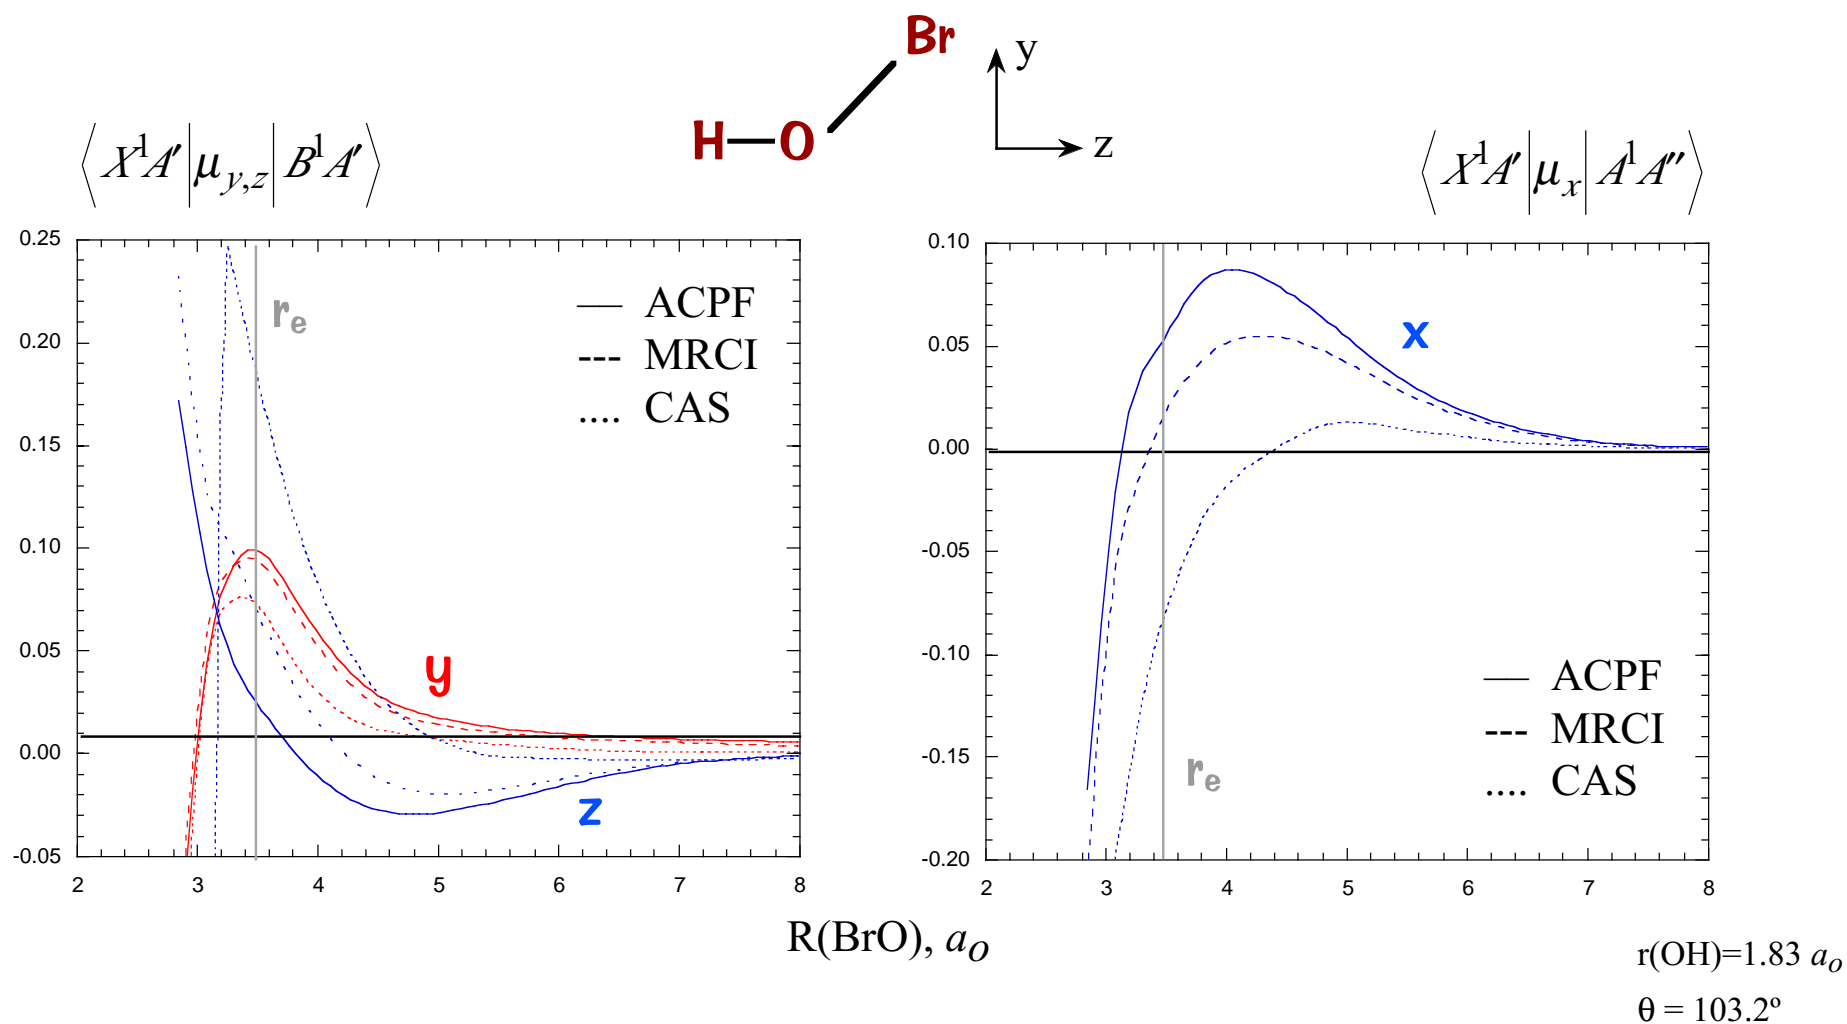 Br
y
H O
z
⟨X¹A′|μy,z|B¹A′⟩
⟨X¹A′|μx|A¹A″⟩
0.25
0.20
0.15
0.10
0.05
0.00
-0.05
re
ACPF
MRCI
CAS
y
z
2 3 4 5 6 7 8
0.10
0.05
0.00
-0.05
-0.10
-0.15
-0.20
x
re
ACPF
MRCI
CAS
2 3 4 5 6 7 8
R(BrO), ao
r(OH)=1.83 ao
θ = 103.2º